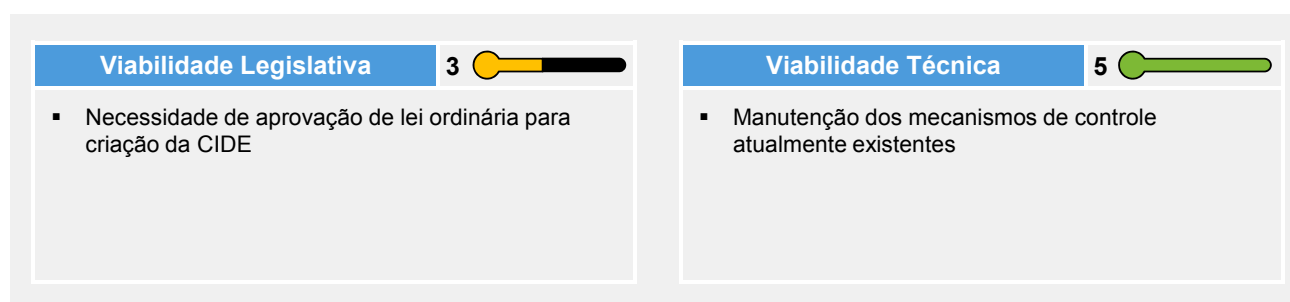 Viabilidade Legislativa 3
▪ Necessidade de aprovação de lei ordinária para
criação da CIDE
Viabilidade Técnica 5
▪ Manutenção dos mecanismos de controle
atualmente existentes